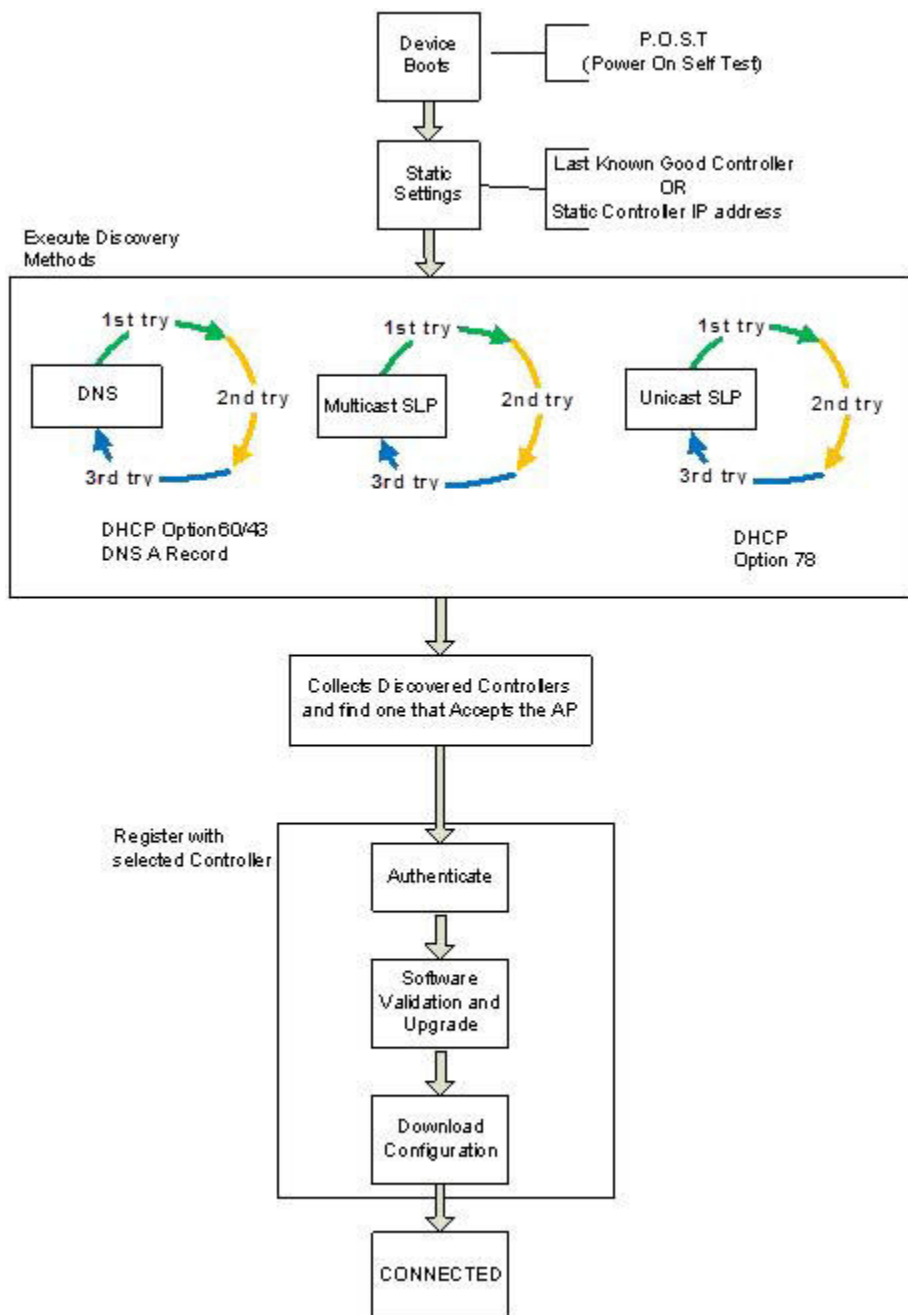 Device
Boots
P.O.S.T
(Power On Self Test)
Static
Settings
Last Known Good Controller
OR
Static Controller IP address
Execute Discovery
Methods
1st try
DNS
2nd try
3rd try
DHCP Option 60/43
DNS A Record
1st try
Multicast SLP
2nd try
3rd try
1st try
Unicast SLP
2nd try
3rd try
DHCP
Option 78
Collects Discovered Controllers
and find one that Accepts the AP
Register with
selected Controller
Authenticate
Software
Validation and
Upgrade
Download
Configuration
CONNECTED